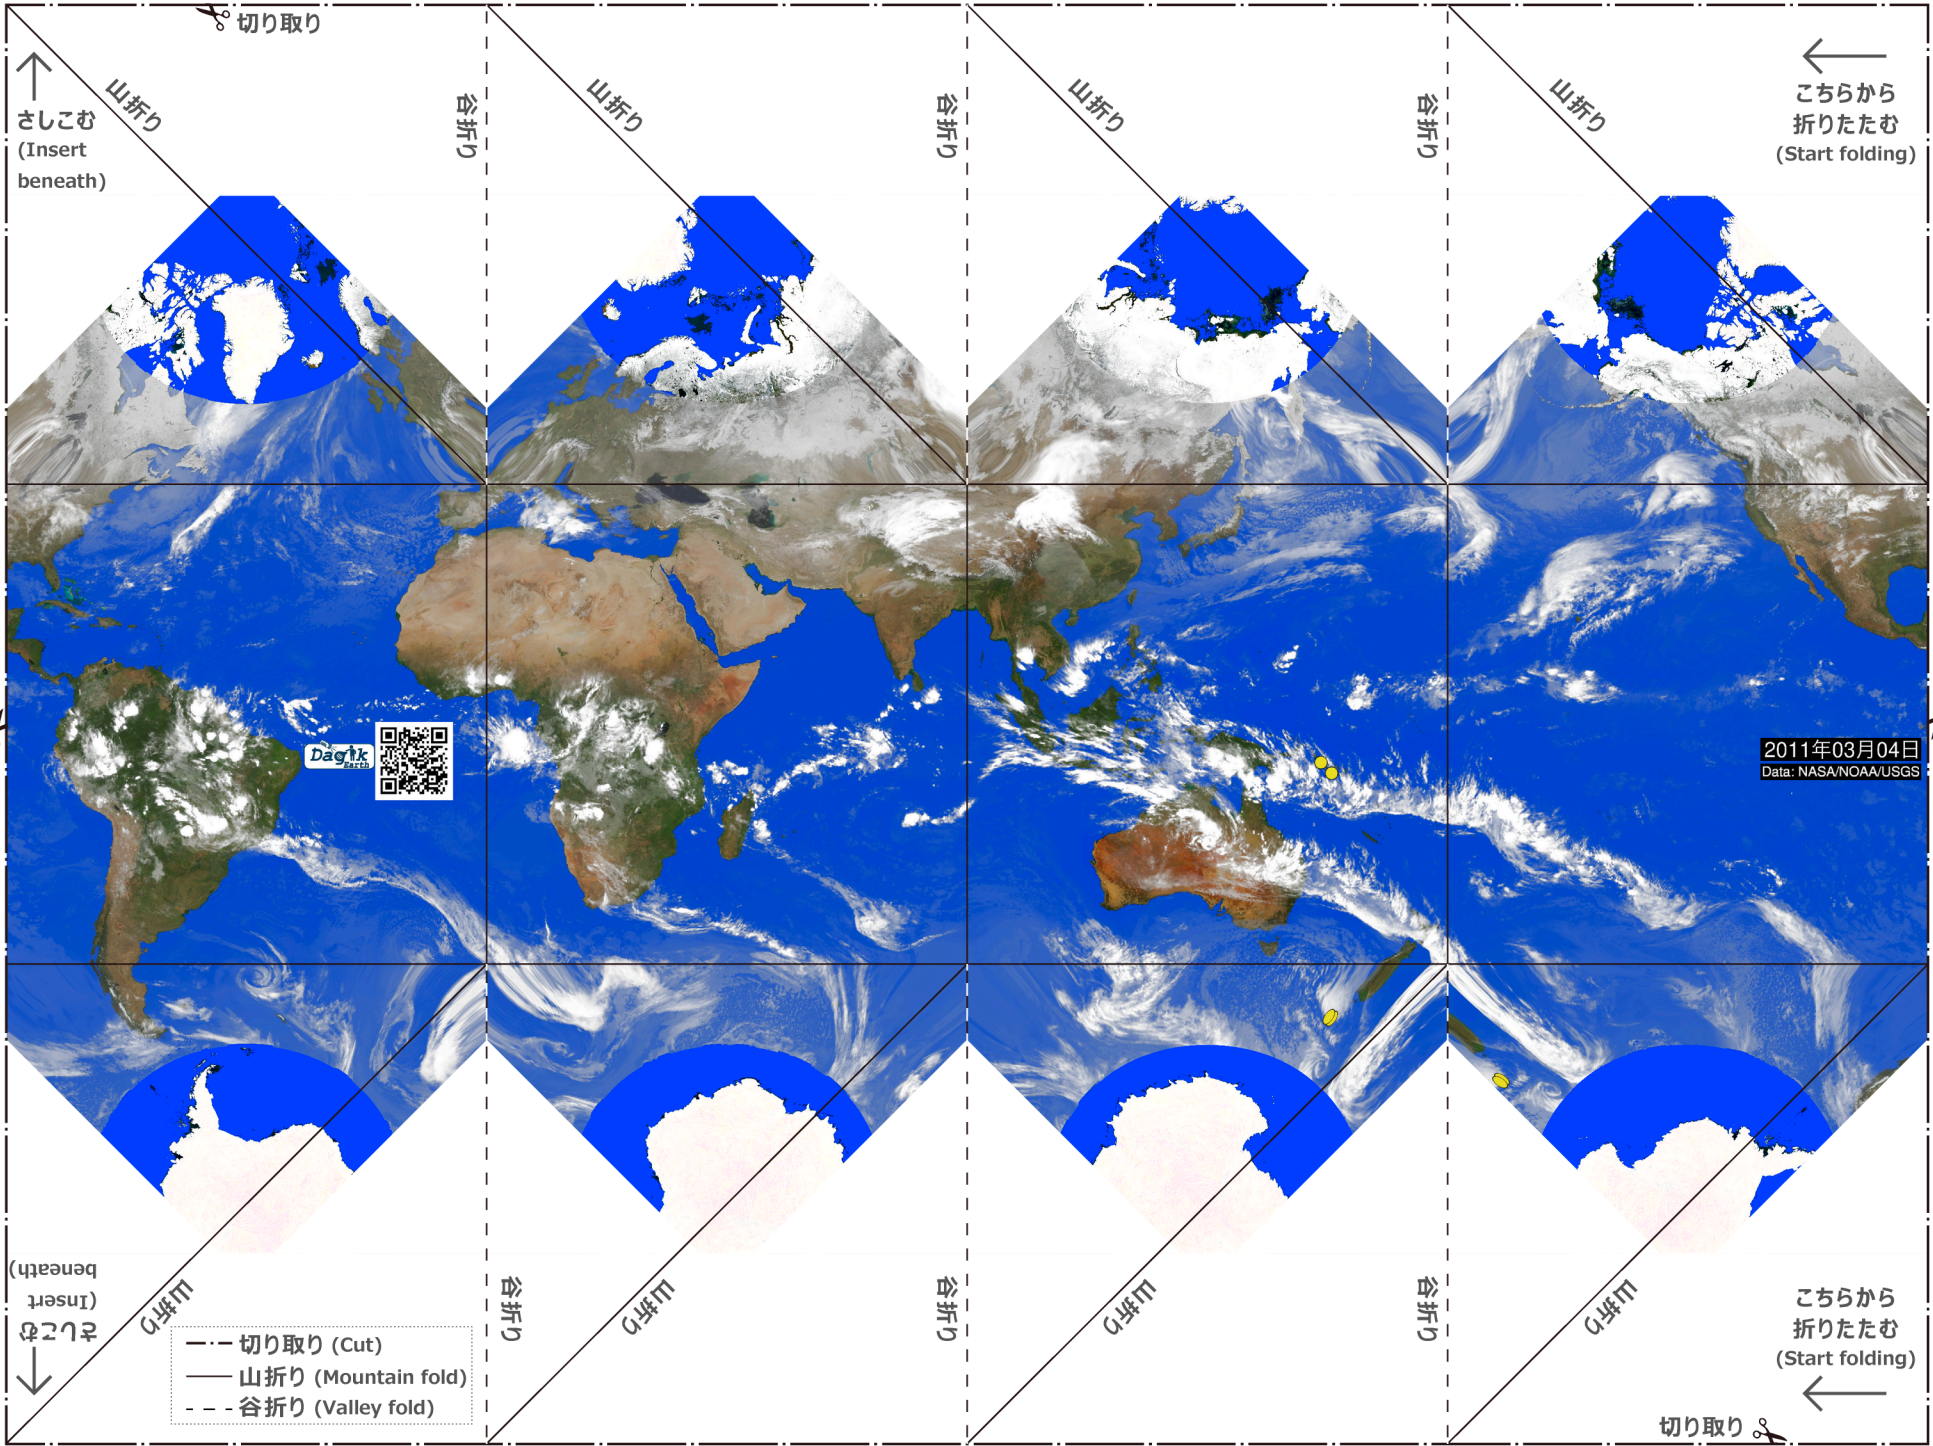 切り取り
山折り
谷折り
山折り
谷折り
山折り
谷折り
山折り
さしこむ
(Insert
beneath)
こちらから
折りたたむ
(Start folding)
Dagik
Earth
2011年03月04日
Data: NASA/NOAA/USGS
さしこむ
(Insert
beneath)
山折り
谷折り
山折り
谷折り
山折り
谷折り
山折り
切り取り (Cut)
山折り (Mountain fold)
谷折り (Valley fold)
こちらから
折りたたむ
(Start folding)
切り取り